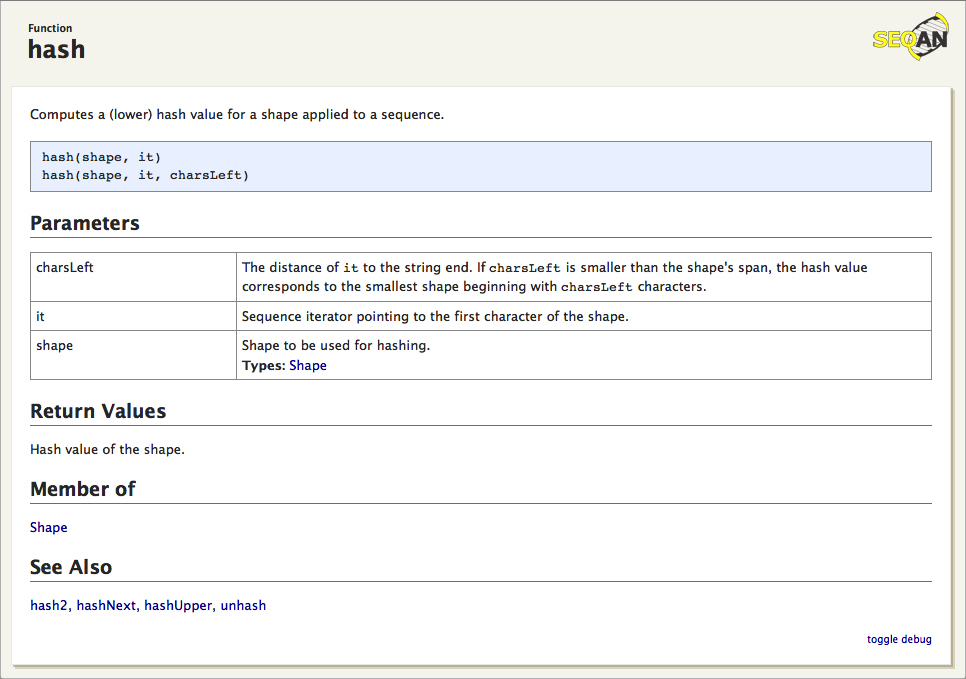 Function
hash
SEQAN
Computes a (lower) hash value for a shape applied to a sequence.
hash(shape, it)
hash(shape, it, charsLeft)
Parameters
charsLeft The distance of it to the string end. If charsLeft is smaller than the shape's span, the hash value
corresponds to the smallest shape beginning with charsLeft characters.
it Sequence iterator pointing to the first character of the shape.
shape Shape to be used for hashing.
Types: Shape
Return Values
Hash value of the shape.
Member of
Shape
See Also
hash2, hashNext, hashUpper, unhash
toggle debug